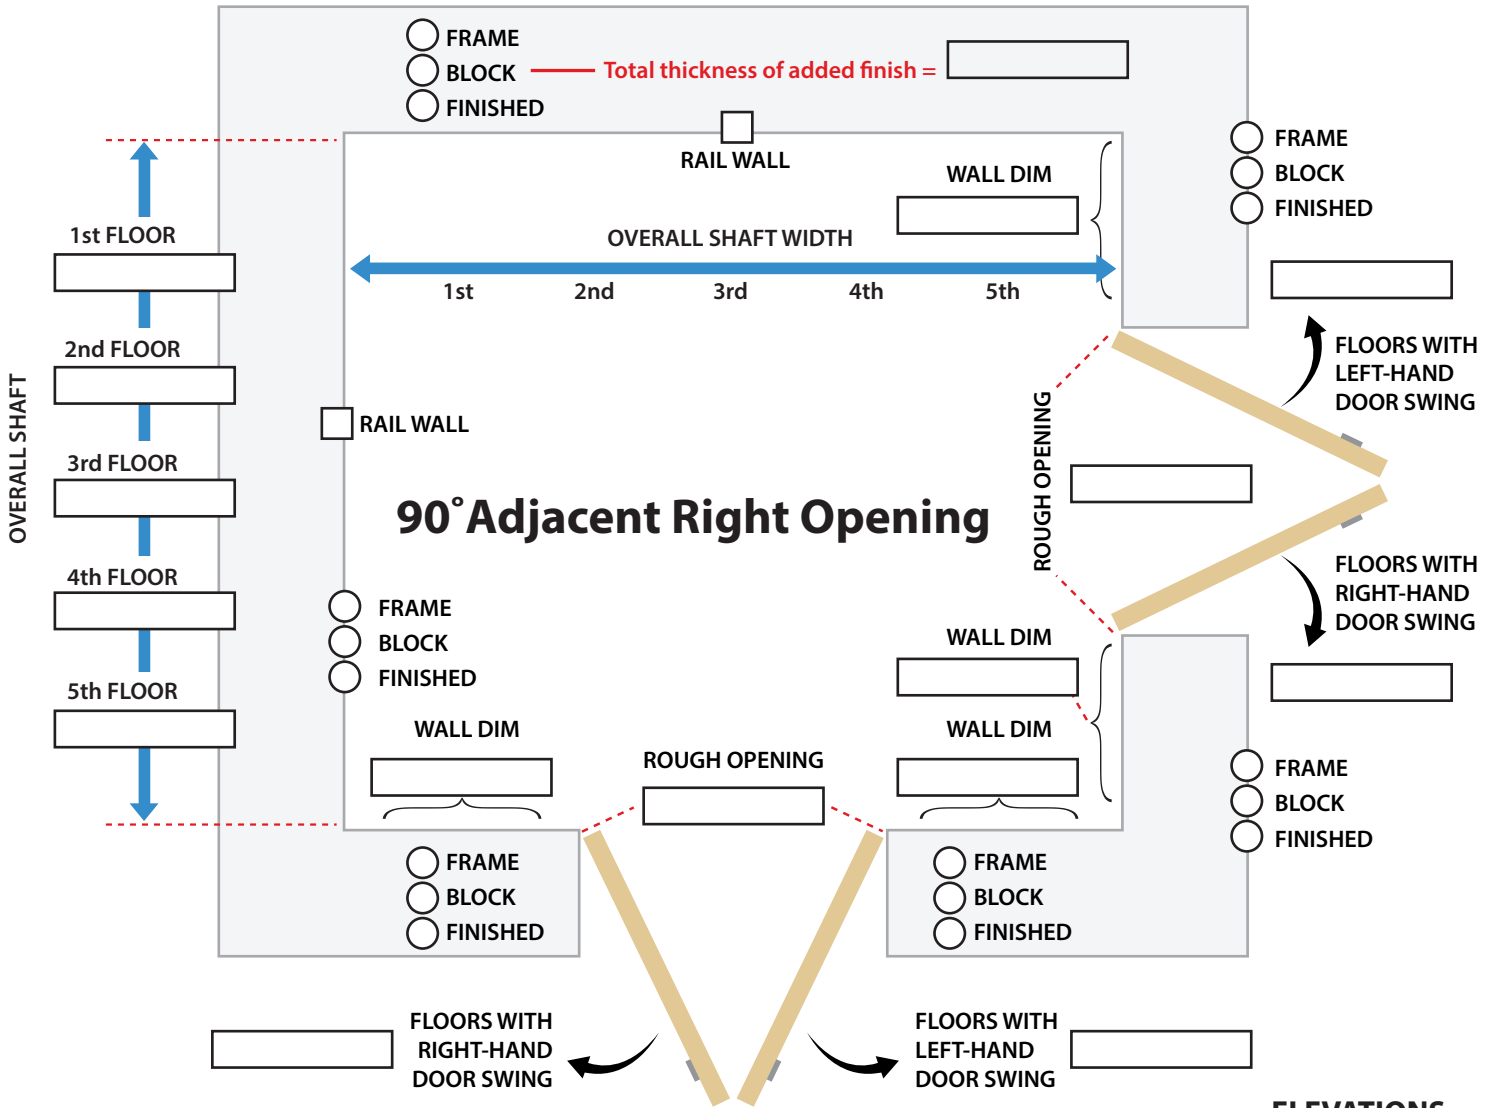 FRAME
BLOCK
Total thickness of added finish =
FINISHED
RAIL WALL
WALL DIM
FRAME
BLOCK
FINISHED
1st FLOOR
OVERALL SHAFT WIDTH
1st 2nd 3rd 4th 5th
2nd FLOOR
FLOORS WITH
LEFT-HAND
DOOR SWING
OVERALL SHAFT
RAIL WALL
3rd FLOOR
ROUGH OPENING
90°Adjacent Right Opening
4th FLOOR
FLOORS WITH
RIGHT-HAND
DOOR SWING
FRAME
BLOCK
FINISHED
WALL DIM
5th FLOOR
WALL DIM
WALL DIM
ROUGH OPENING
FRAME
BLOCK
FINISHED
FRAME
BLOCK
FINISHED
FRAME
BLOCK
FINISHED
FLOORS WITH
RIGHT-HAND
DOOR SWING
FLOORS WITH
LEFT-HAND
DOOR SWING
ELEVATIONS